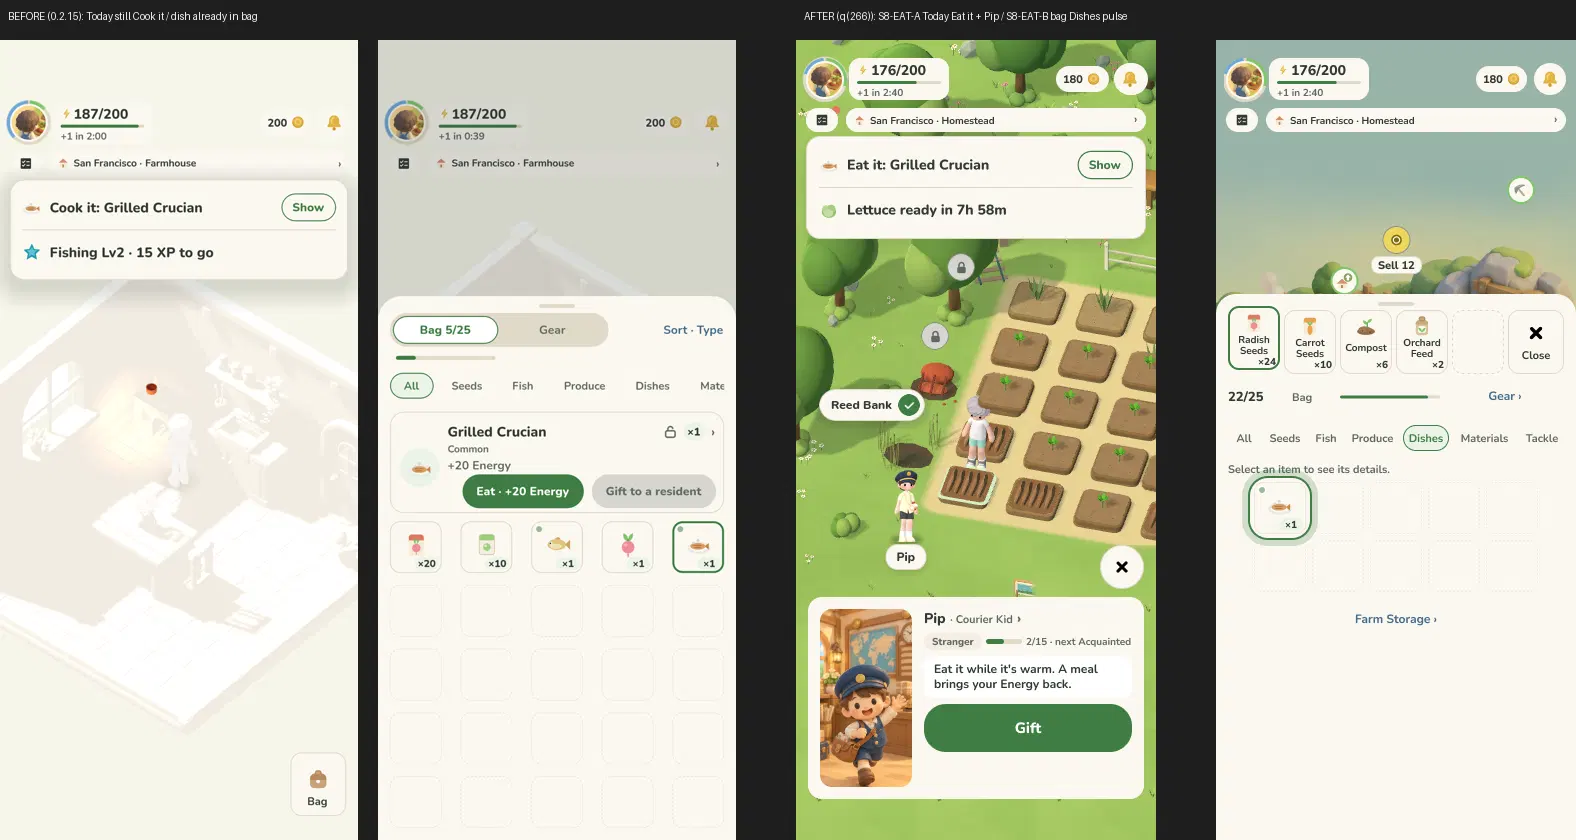 BEFORE (0.2.15): Today still Cook it / dish already in bag
187/200
+1 in 2:00
200
San Francisco · Farmhouse ›
Cook it: Grilled Crucian
Show
Fishing Lv2 · 15 XP to go
Bag
187/200
+1 in 0:39
200
San Francisco · Farmhouse ›
Bag 5/25
Gear
Sort · Type
All
Seeds
Fish
Produce
Dishes
Mate
Grilled Crucian
×1 ›
Common
+20 Energy
Eat · +20 Energy
Gift to a resident
×20
×10
×1
×1
×1
AFTER (q(266)): S8-EAT-A Today Eat it + Pip / S8-EAT-B bag Dishes pulse
176/200
+1 in 2:40
180
San Francisco · Homestead ›
Eat it: Grilled Crucian
Show
Lettuce ready in 7h 58m
Reed Bank
Pip
Pip · Courier Kid ›
Stranger
2/15 · next Acquainted
Eat it while it's warm. A meal
brings your Energy back.
Gift
176/200
+1 in 2:40
180
San Francisco · Homestead ›
Sell 12
Radish
Seeds
×24
Carrot
Seeds
×10
Compost
×6
Orchard
Feed
×2
Close
22/25
Bag
Gear ›
All
Seeds
Fish
Produce
Dishes
Materials
Tackle
Select an item to see its details.
×1
Farm Storage ›